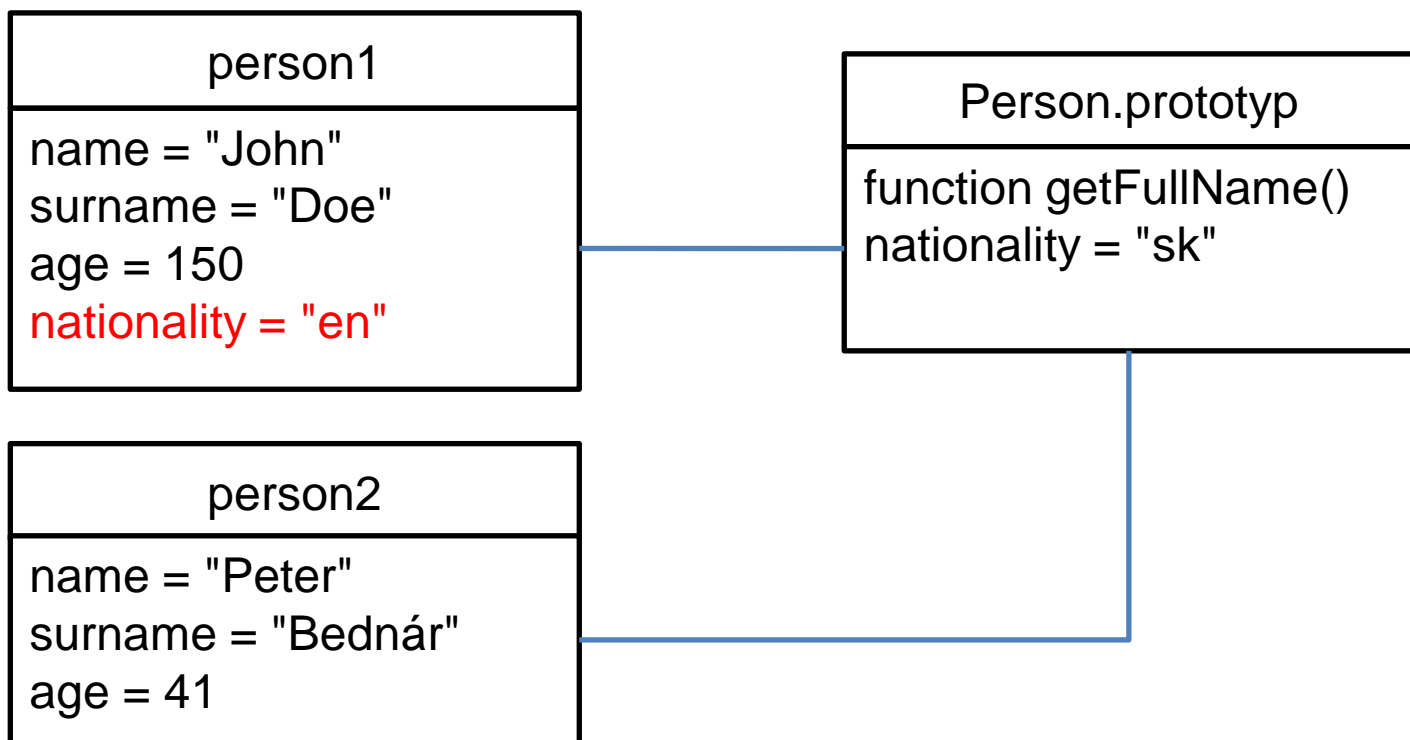 person1
name = "John"
surname = "Doe"
age = 150
nationality = "en"
Person.prototyp
function getFullName()
nationality = "sk"
person2
name = "Peter"
surname = "Bednár"
age = 41